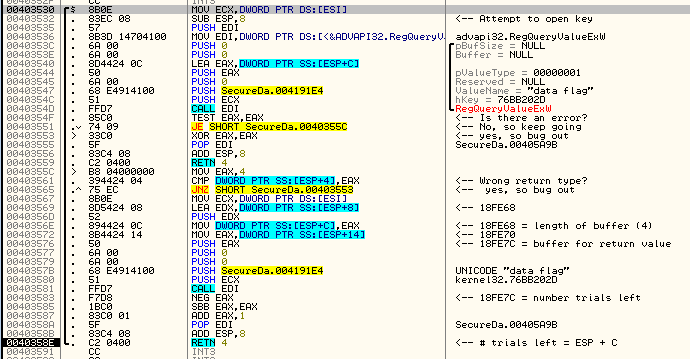 0040352F CC INT3
00403530 $ 8B0E MOV ECX,DWORD PTR DS:[ESI]
00403532 . 83EC 08 SUB ESP,8 <-- Attempt to open key
00403535 . 57 PUSH EDI
00403536 . 8B3D 14704100 MOV EDI,DWORD PTR DS:[<&ADVAPI32.RegQueryV advapi32.RegQueryValueExW
0040353C . 6A 00 PUSH 0 pBufSize = NULL
0040353E . 6A 00 PUSH 0 Buffer = NULL
00403540 . 8D4424 0C LEA EAX,DWORD PTR SS:[ESP+C]
00403544 . 50 PUSH EAX pValueType = 00000001
00403545 . 6A 00 PUSH 0 Reserved = NULL
00403547 . 68 E4914100 PUSH SecureDa.004191E4 ValueName = "data flag"
0040354C . 51 PUSH ECX hKey = 76BB202D
0040354D . FFD7 CALL EDI RegQueryValueExW
0040354F . 85C0 TEST EAX,EAX <-- Is there an error?
00403551 . 74 09 JE SHORT SecureDa.0040355C <-- No, so keep going
00403553 > 33C0 XOR EAX,EAX <-- yes, so bug out
00403555 . 5F POP EDI SecureDa.00405A9B
00403556 . 83C4 08 ADD ESP,8
00403559 . C2 0400 RETN 4
0040355C > B8 04000000 MOV EAX,4
00403561 . 394424 04 CMP DWORD PTR SS:[ESP+4],EAX <-- Wrong return type?
00403565 .^ 75 EC JNZ SHORT SecureDa.00403553 <-- yes, so bug out
00403567 . 8B0E MOV ECX,DWORD PTR DS:[ESI]
00403569 . 8D5424 08 LEA EDX,DWORD PTR SS:[ESP+8] <-- 18FE68
0040356D . 52 PUSH EDX
0040356E . 894424 0C MOV DWORD PTR SS:[ESP+C],EAX <-- 18FE68 = length of buffer (4)
00403572 . 8B4424 14 MOV EAX,DWORD PTR SS:[ESP+14] <-- 18FE70
00403576 . 50 PUSH EAX <-- 18FE7C = buffer for return value
00403577 . 6A 00 PUSH 0
00403579 . 6A 00 PUSH 0
0040357B . 68 E4914100 PUSH SecureDa.004191E4 UNICODE "data flag"
00403580 . 51 PUSH ECX kernel32.76BB202D
00403581 . FFD7 CALL EDI
00403583 . F7D8 NEG EAX <-- 18FE7C = number trials left
00403585 . 1BC0 SBB EAX,EAX
00403587 . 83C0 01 ADD EAX,1
0040358A . 5F POP EDI SecureDa.00405A9B
0040358B . 83C4 08 ADD ESP,8
0040358E . C2 0400 RETN 4 <-- # trials left = ESP + C
00403591 CC INT3